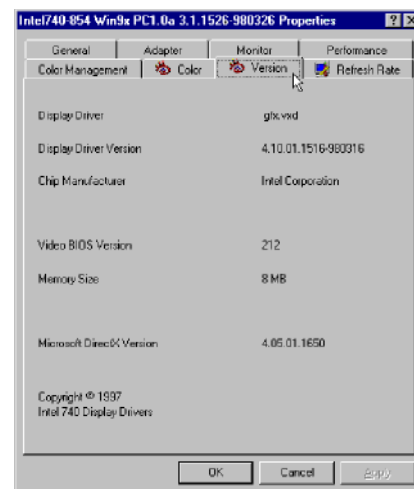 Intel740-854 Win9x PC1.0a 3.1.1526-980326 Properties
General Adapter Monitor Performance
Color Management Color Version Refresh Rate
Display Driver gfx.vxd
Display Driver Version 4.10.01.1516-980316
Chip Manufacturer Intel Corporation
Video BIOS Version 212
Memory Size 8 MB
Microsoft DirectX Version 4.05.01.1650
Copyright © 1997
Intel 740 Display Drivers
OK Cancel Apply